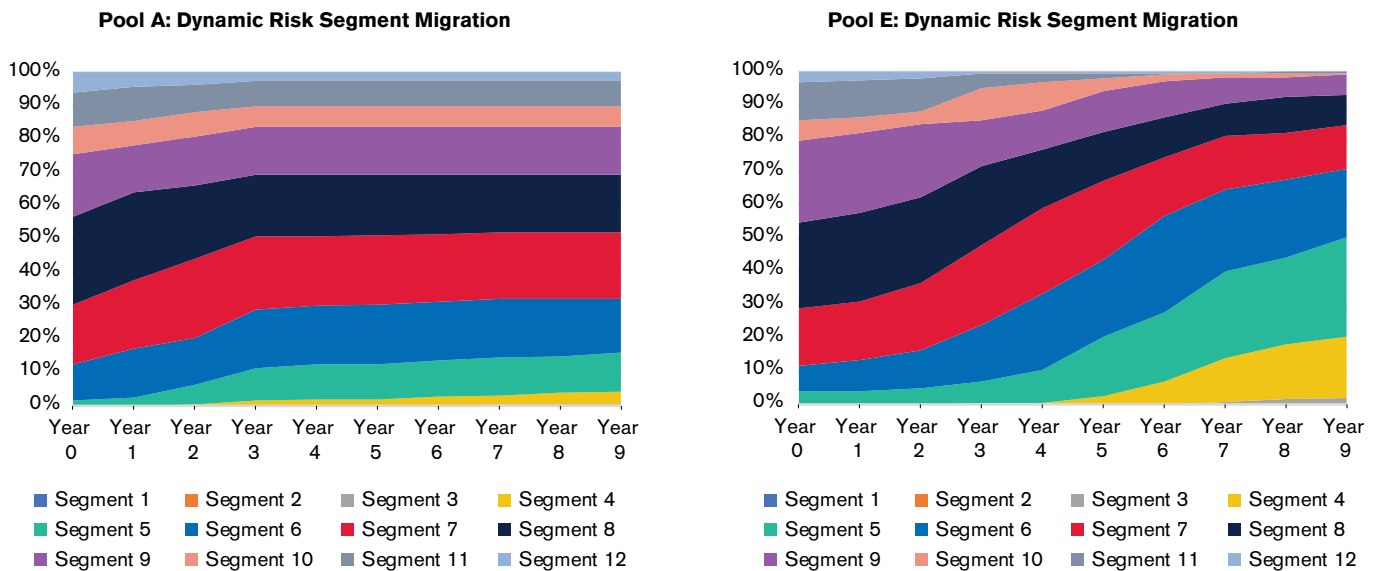 Pool A: Dynamic Risk Segment Migration
100%
90%
80%
70%
60%
50%
40%
30%
20%
10%
0%
Year 0 Year 1 Year 2 Year 3 Year 4 Year 5 Year 6 Year 7 Year 8 Year 9
Segment 1 Segment 2 Segment 3 Segment 4
Segment 5 Segment 6 Segment 7 Segment 8
Segment 9 Segment 10 Segment 11 Segment 12
Pool E: Dynamic Risk Segment Migration
100%
90%
80%
70%
60%
50%
40%
30%
20%
10%
0%
Year 0 Year 1 Year 2 Year 3 Year 4 Year 5 Year 6 Year 7 Year 8 Year 9
Segment 1 Segment 2 Segment 3 Segment 4
Segment 5 Segment 6 Segment 7 Segment 8
Segment 9 Segment 10 Segment 11 Segment 12